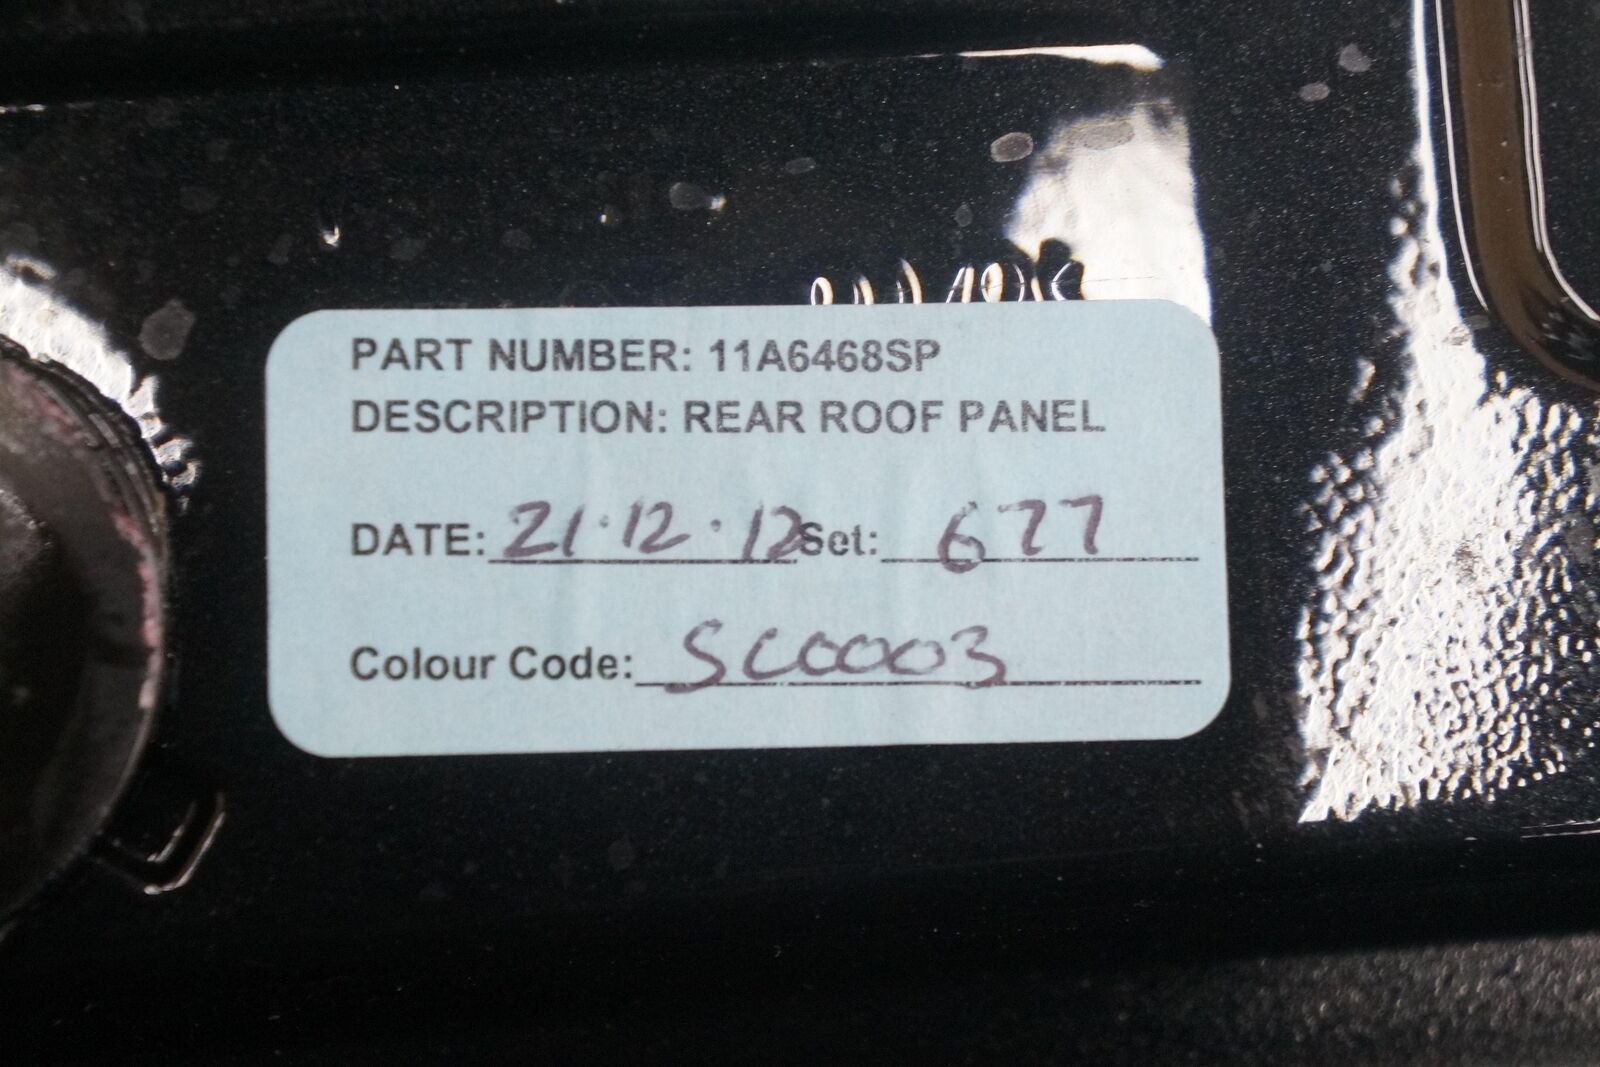 PART NUMBER: 11A6468SP
DESCRIPTION: REAR ROOF PANEL
DATE: 21.12.12 Set: 677
Colour Code: SC0003